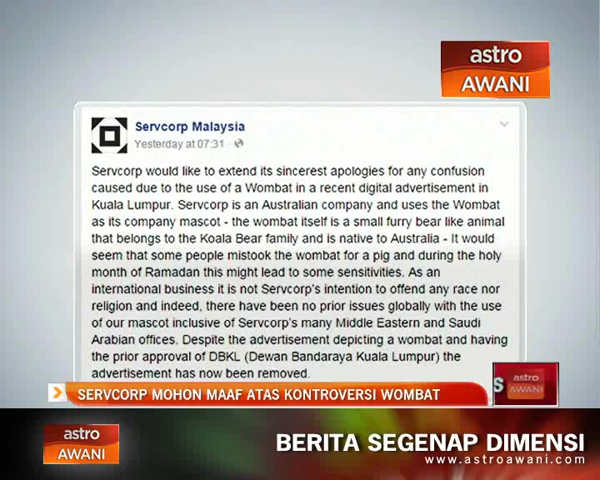 astro
AWANI
Servcorp Malaysia
Yesterday at 07:31 ·
Servcorp would like to extend its sincerest apologies for any confusion
caused due to the use of a Wombat in a recent digital advertisement in
Kuala Lumpur. Servcorp is an Australian company and uses the Wombat
as its company mascot - the wombat itself is a small furry bear like animal
that belongs to the Koala Bear family and is native to Australia - It would
seem that some people mistook the wombat for a pig and during the holy
month of Ramadan this might lead to some sensitivities. As an
international business it is not Servcorp's intention to offend any race nor
religion and indeed, there have been no prior issues globally with the use
of our mascot inclusive of Servcorp's many Middle Eastern and Saudi
Arabian offices. Despite the advertisement depicting a wombat and having
the prior approval of DBKL (Dewan Bandaraya Kuala Lumpur) the
advertisement has now been removed.
SERVCORP MOHON MAAF ATAS KONTROVERSI WOMBAT
S
astro
AWANI
astro
AWANI
BERITA SEGENAP DIMENSI
www.astroawani.com